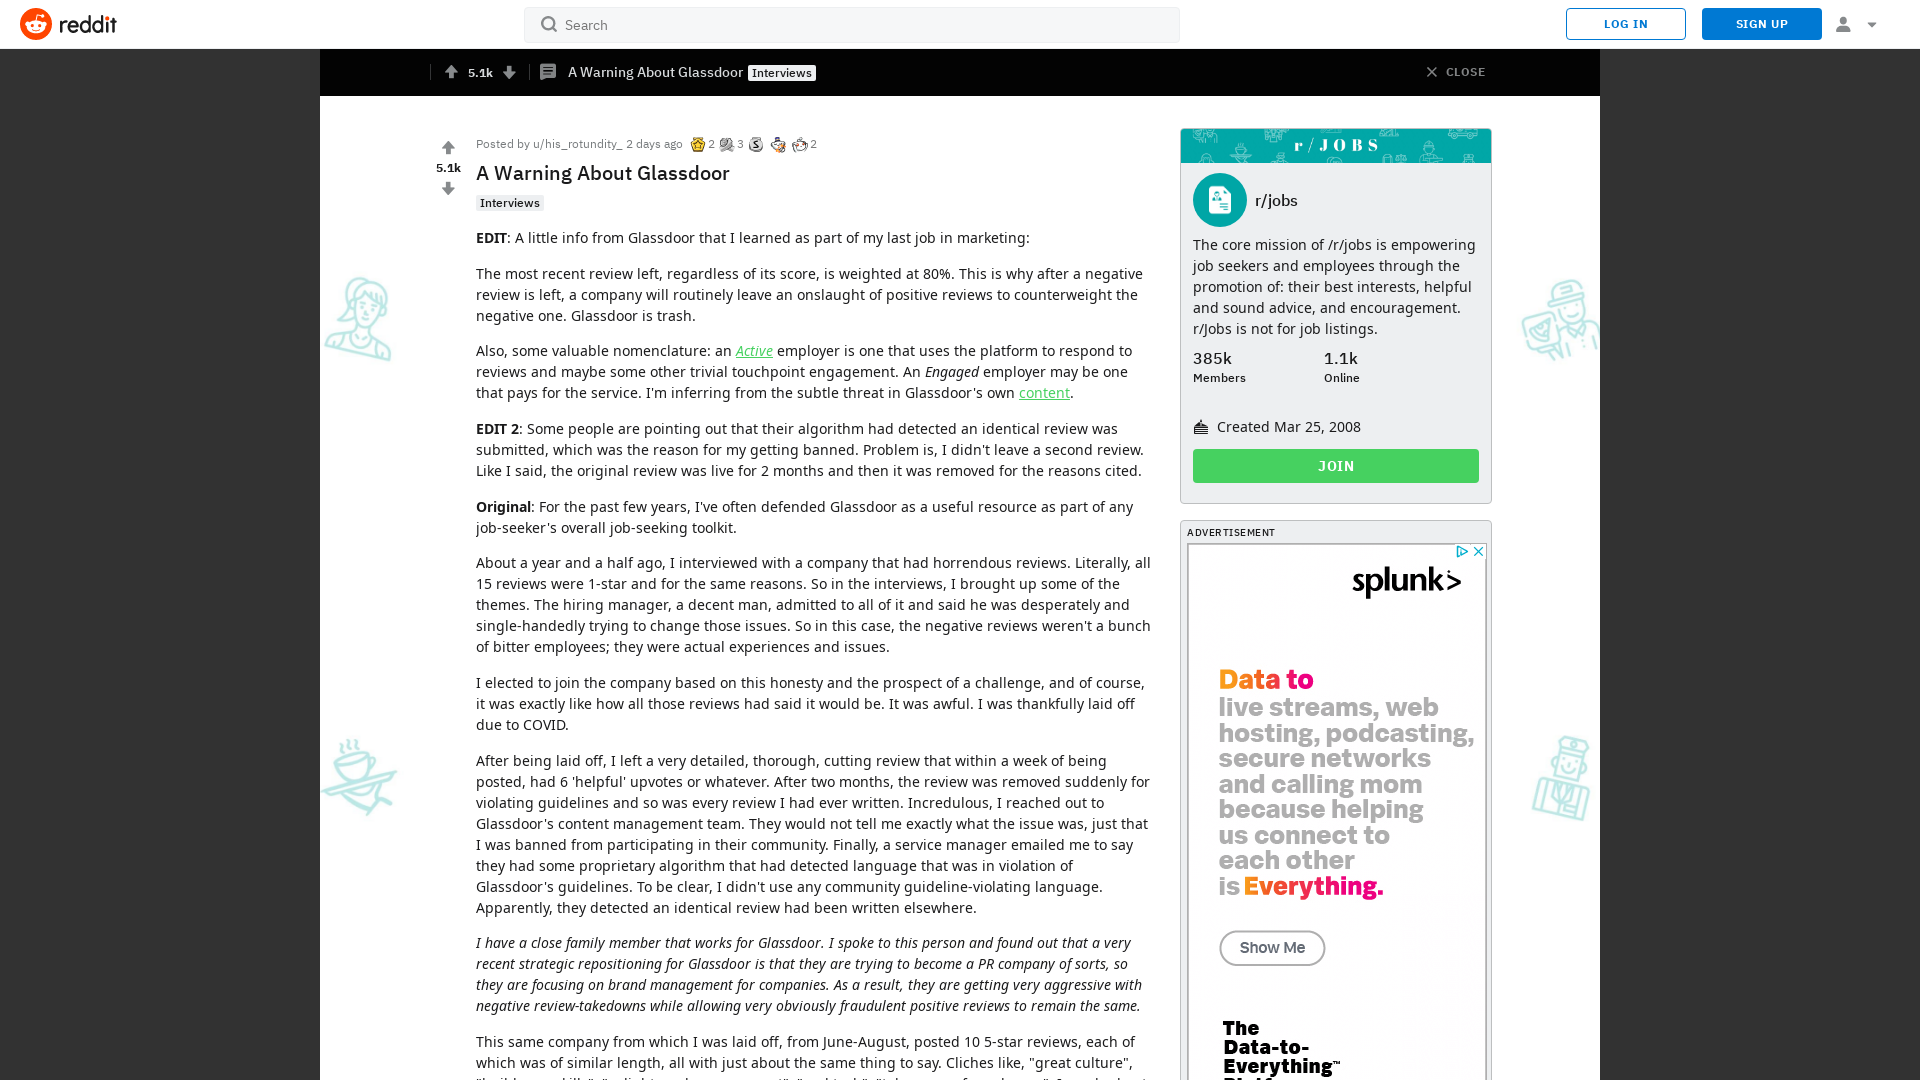 reddit
Search
LOG IN
SIGN UP
5.1k
A Warning About Glassdoor Interviews
CLOSE
5.1k
Posted by u/his_rotundity_ 2 days ago 2 3 2
A Warning About Glassdoor
Interviews
EDIT: A little info from Glassdoor that I learned as part of my last job in marketing:
The most recent review left, regardless of its score, is weighted at 80%. This is why after a negative
review is left, a company will routinely leave an onslaught of positive reviews to counterweight the
negative one. Glassdoor is trash.
Also, some valuable nomenclature: an Active employer is one that uses the platform to respond to
reviews and maybe some other trivial touchpoint engagement. An Engaged employer may be one
that pays for the service. I'm inferring from the subtle threat in Glassdoor's own content.
EDIT 2: Some people are pointing out that their algorithm had detected an identical review was
submitted, which was the reason for my getting banned. Problem is, I didn't leave a second review.
Like I said, the original review was live for 2 months and then it was removed for the reasons cited.
Original: For the past few years, I've often defended Glassdoor as a useful resource as part of any
job-seeker's overall job-seeking toolkit.
About a year and a half ago, I interviewed with a company that had horrendous reviews. Literally, all
15 reviews were 1-star and for the same reasons. So in the interviews, I brought up some of the
themes. The hiring manager, a decent man, admitted to all of it and said he was desperately and
single-handedly trying to change those issues. So in this case, the negative reviews weren't a bunch
of bitter employees; they were actual experiences and issues.
I elected to join the company based on this honesty and the prospect of a challenge, and of course,
it was exactly like how all those reviews had said it would be. It was awful. I was thankfully laid off
due to COVID.
After being laid off, I left a very detailed, thorough, cutting review that within a week of being
posted, had 6 'helpful' upvotes or whatever. After two months, the review was removed suddenly for
violating guidelines and so was every review I had ever written. Incredulous, I reached out to
Glassdoor's content management team. They would not tell me exactly what the issue was, just that
I was banned from participating in their community. Finally, a service manager emailed me to say
they had some proprietary algorithm that had detected language that was in violation of
Glassdoor's guidelines. To be clear, I didn't use any community guideline-violating language.
Apparently, they detected an identical review had been written elsewhere.
I have a close family member that works for Glassdoor. I spoke to this person and found out that a very
recent strategic repositioning for Glassdoor is that they are trying to become a PR company of sorts, so
they are focusing on brand management for companies. As a result, they are getting very aggressive with
negative review-takedowns while allowing very obviously fraudulent positive reviews to remain the same.
This same company from which I was laid off, from June-August, posted 10 5-star reviews, each of
which was of similar length, all with just about the same thing to say. Cliches like, "great culture",
r/JOBS
r/jobs
The core mission of /r/jobs is empowering
job seekers and employees through the
promotion of: their best interests, helpful
and sound advice, and encouragement.
r/Jobs is not for job listings.
385k 1.1k
Members Online
Created Mar 25, 2008
JOIN
ADVERTISEMENT
splunk>
Data to
live streams, web
hosting, podcasting,
secure networks
and calling mom
because helping
us connect to
each other
is Everything.
Show Me
The
Data-to-
Everything™